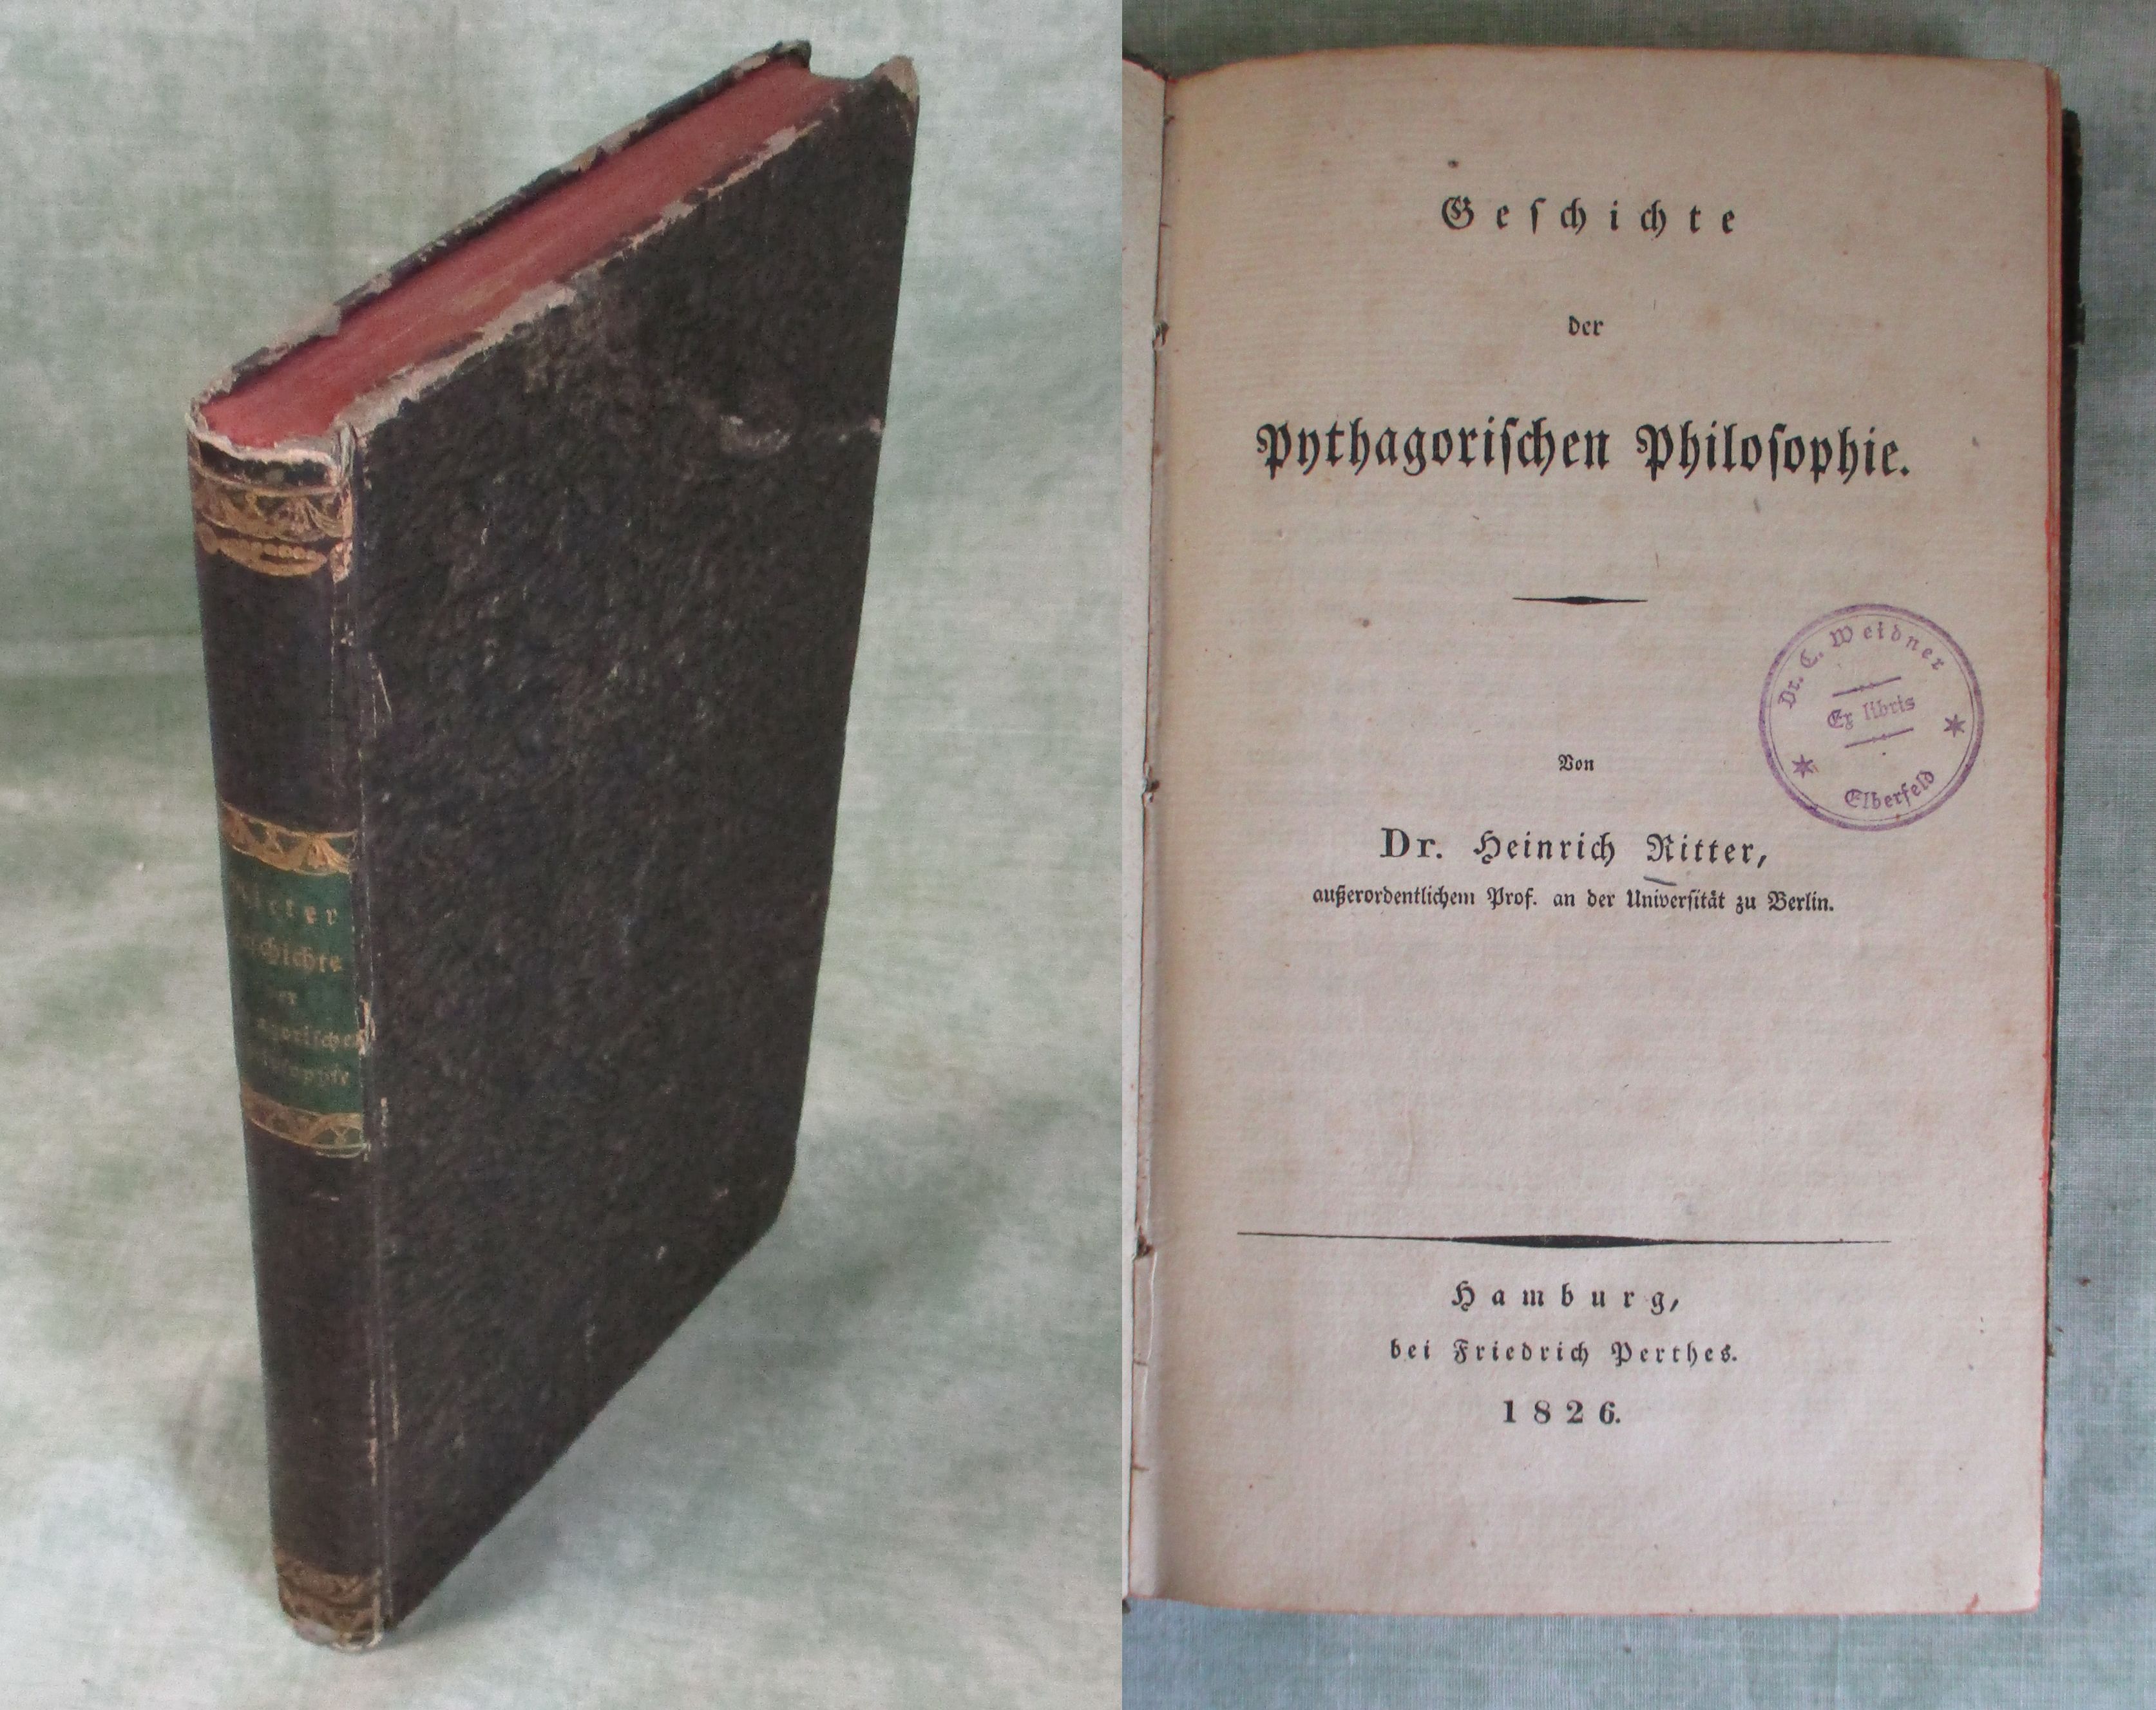 Ritter
Geschichte
der
Pythagorischen
Philosophie
Geschichte
der
Pythagorischen Philosophie.
Von
Dr. Heinrich Ritter,
außerordentlichem Prof. an der Universität zu Berlin.
Dr. C. Weidner
Ex libris
Elberfeld
Hamburg,
bei Friedrich Perthes.
1826.